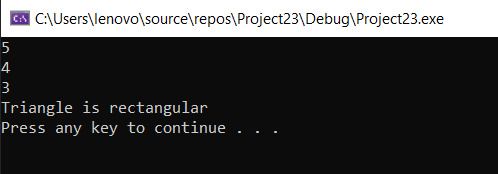 C:\Users\lenovo\source\repos\Project23\Debug\Project23.exe
5
4
3
Triangle is rectangular
Press any key to continue . . .